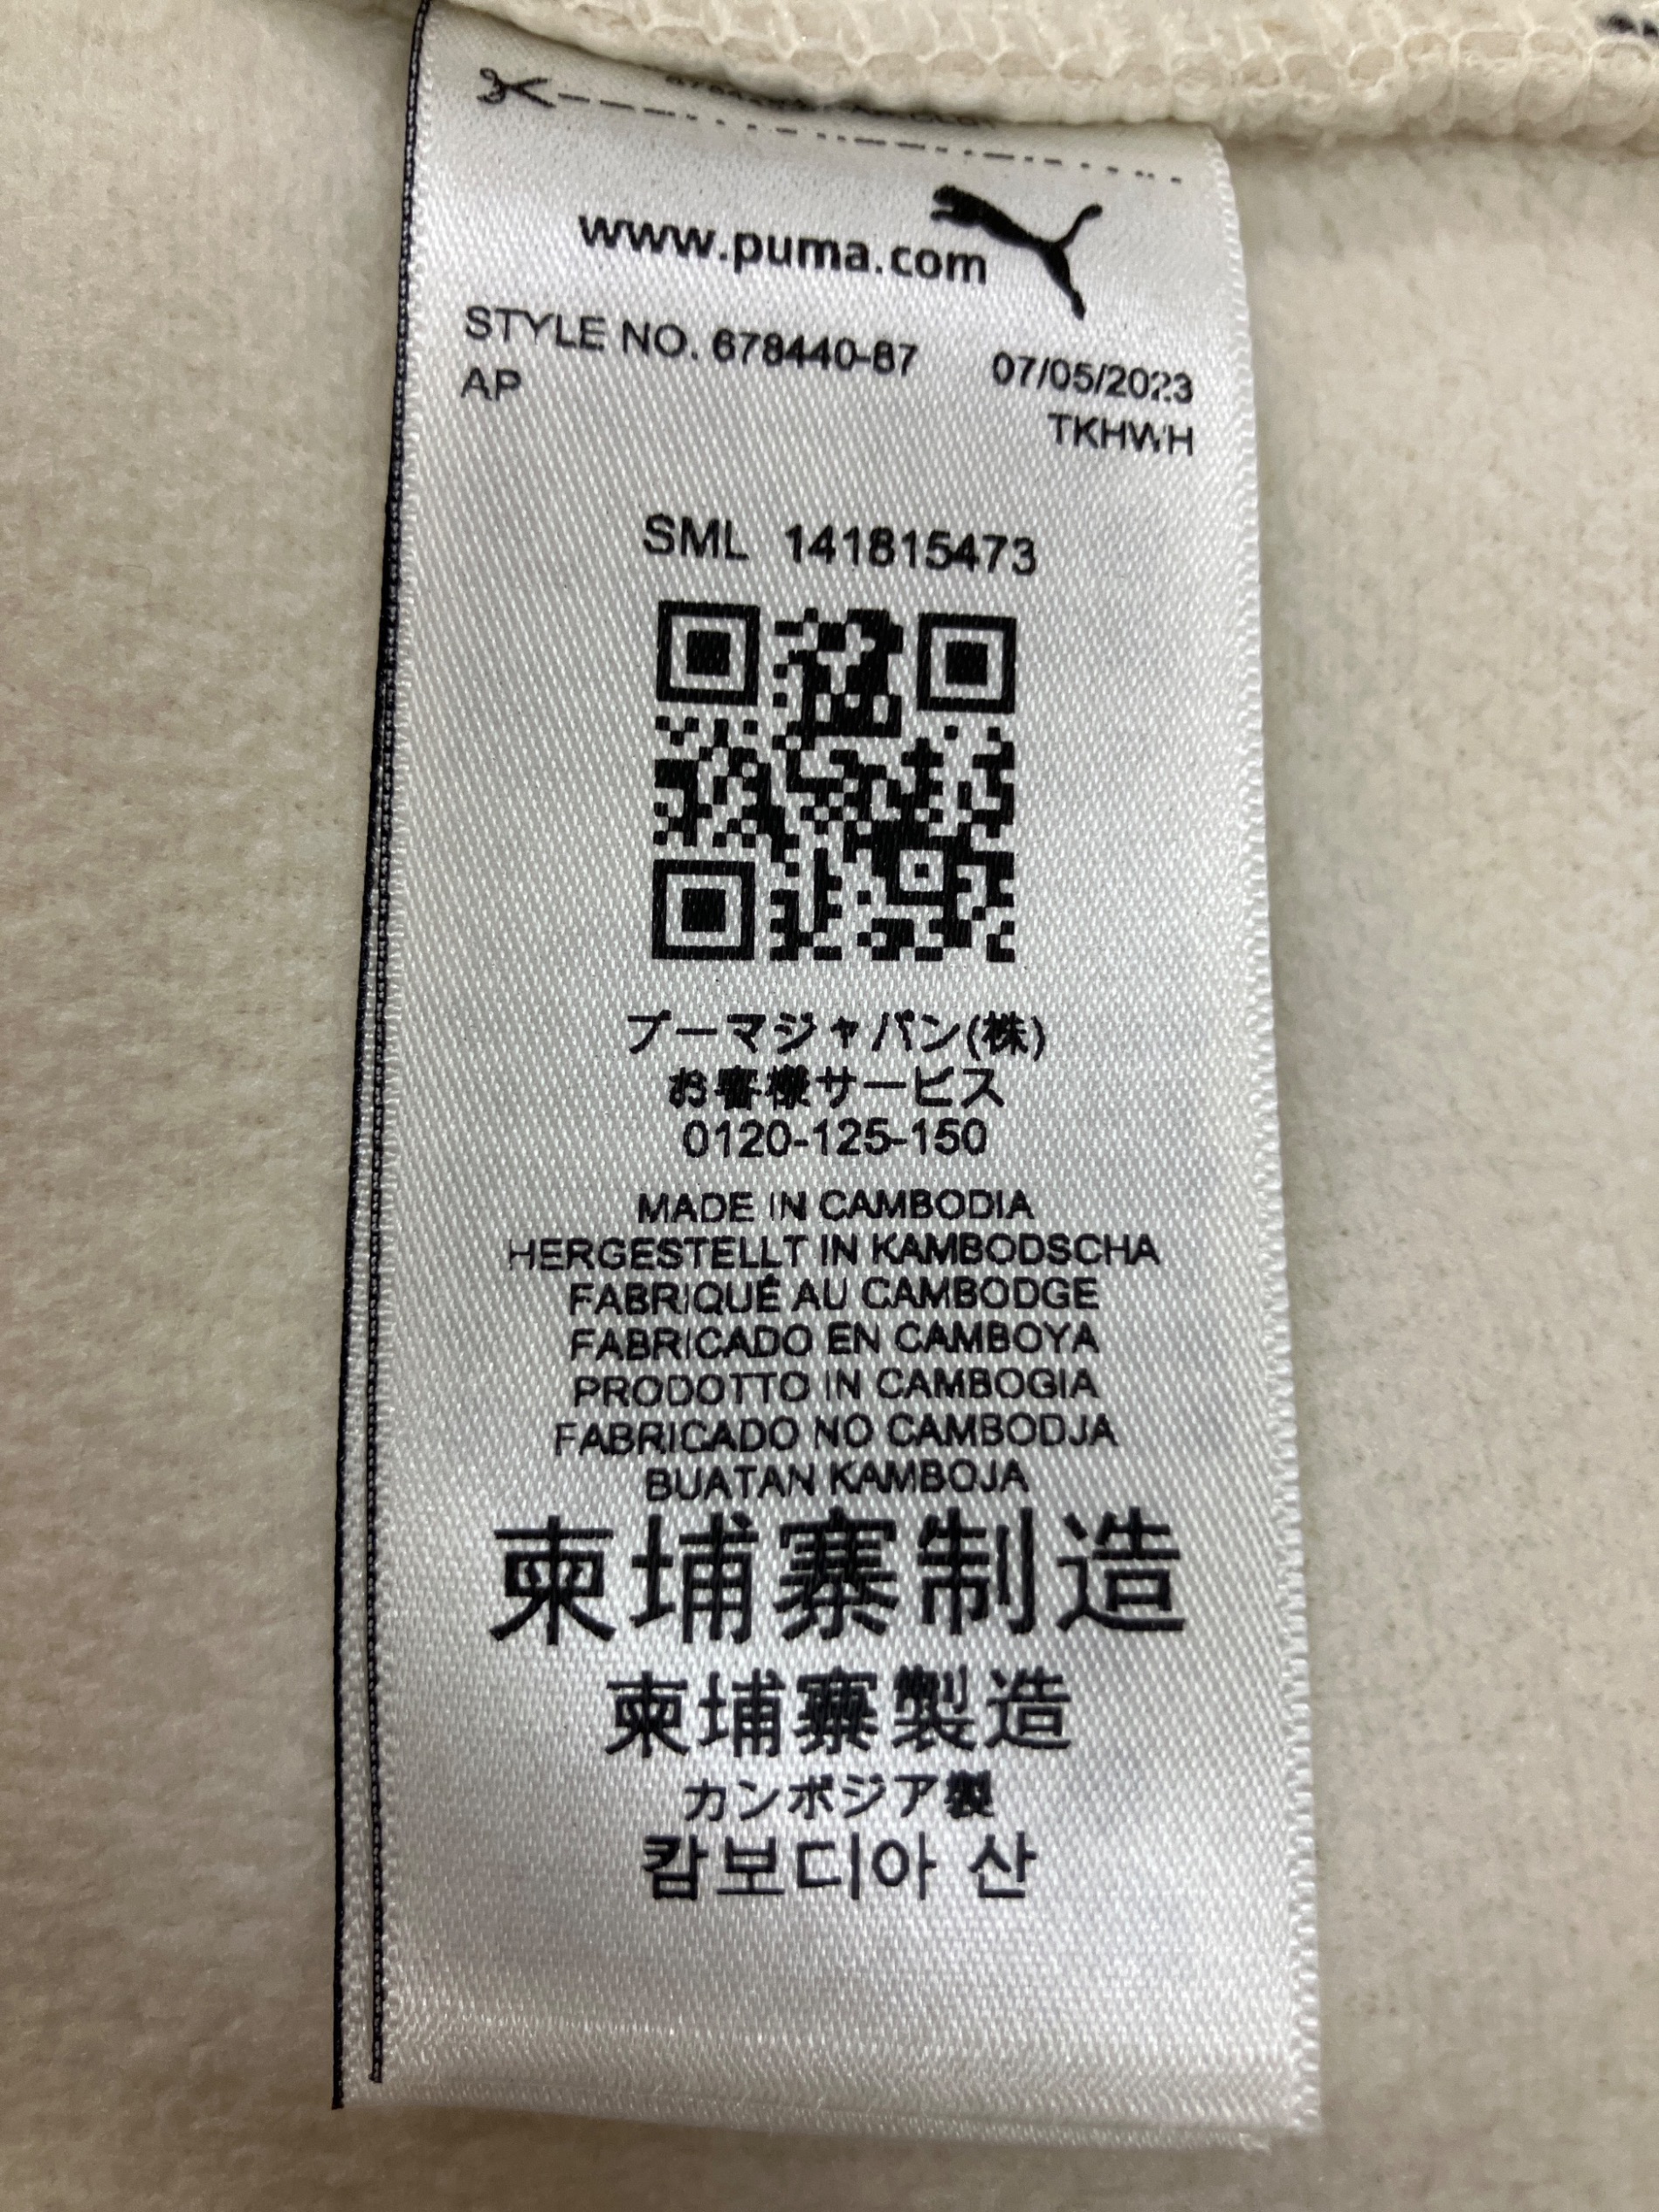 www.puma.com
STYLE NO. 678440-87 07/05/2023
AP TKHWH
SML 141815473
プーマジャパン(株)
お客様サービス
0120-125-150
MADE IN CAMBODIA
HERGESTELLT IN KAMBODSCHA
FABRIQUÉ AU CAMBODGE
FABRICADO EN CAMBOYA
PRODOTTO IN CAMBOGIA
FABRICADO NO CAMBODJA
BUATAN KAMBOJA
柬埔寨制造
柬埔寨製造
カンボジア製
캄보디아 산